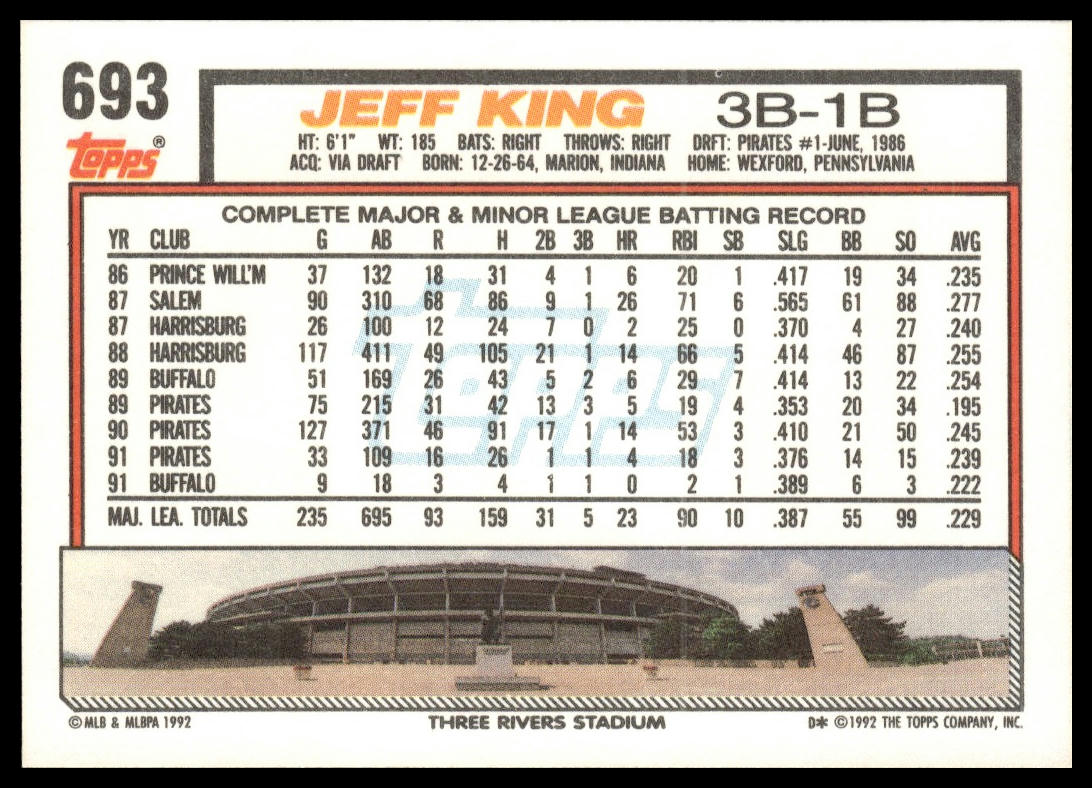 693
JEFF KING 3B-1B
Topps®
HT: 6'1" WT: 185 BATS: RIGHT THROWS: RIGHT DRFT: PIRATES #1-JUNE, 1986
ACQ: VIA DRAFT BORN: 12-26-64, MARION, INDIANA HOME: WEXFORD, PENNSYLVANIA
COMPLETE MAJOR & MINOR LEAGUE BATTING RECORD
YR CLUB G AB R H 2B 3B HR RBI SB SLG BB SO AVG
86 PRINCE WILL'M 37 132 18 31 4 1 6 20 1 .417 19 34 .235
87 SALEM 90 310 68 86 9 1 26 71 6 .565 61 88 .277
87 HARRISBURG 26 100 12 24 7 0 2 25 0 .370 4 27 .240
88 HARRISBURG 117 411 49 105 21 1 14 66 5 .414 46 87 .255
89 BUFFALO 51 169 26 43 5 2 6 29 7 .414 13 22 .254
89 PIRATES 75 215 31 42 13 3 5 19 4 .353 20 34 .195
90 PIRATES 127 371 46 91 17 1 14 53 3 .410 21 50 .245
91 PIRATES 33 109 16 26 1 1 4 18 3 .376 14 15 .239
91 BUFFALO 9 18 3 4 1 1 0 2 1 .389 6 3 .222
MAJ. LEA. TOTALS 235 695 93 159 31 5 23 90 10 .387 55 99 .229
Topps
© MLB & MLBPA 1992 THREE RIVERS STADIUM D* © 1992 THE TOPPS COMPANY, INC.